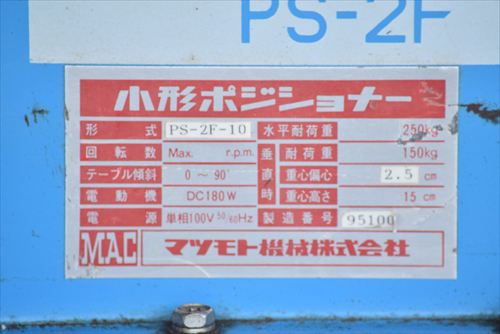 PS-2F
小形ポジショナー
形式 PS-2F-10 水平耐荷重 250kg
回転数 Max. r.p.m. 垂直時 耐荷重 150kg
テーブル傾斜 0～90° 重心偏心 2.5cm
電動機 DC180W 重心高さ 15cm
電源 単相100V 50/60Hz 製造番号 95100
MAC マツモト機械株式会社